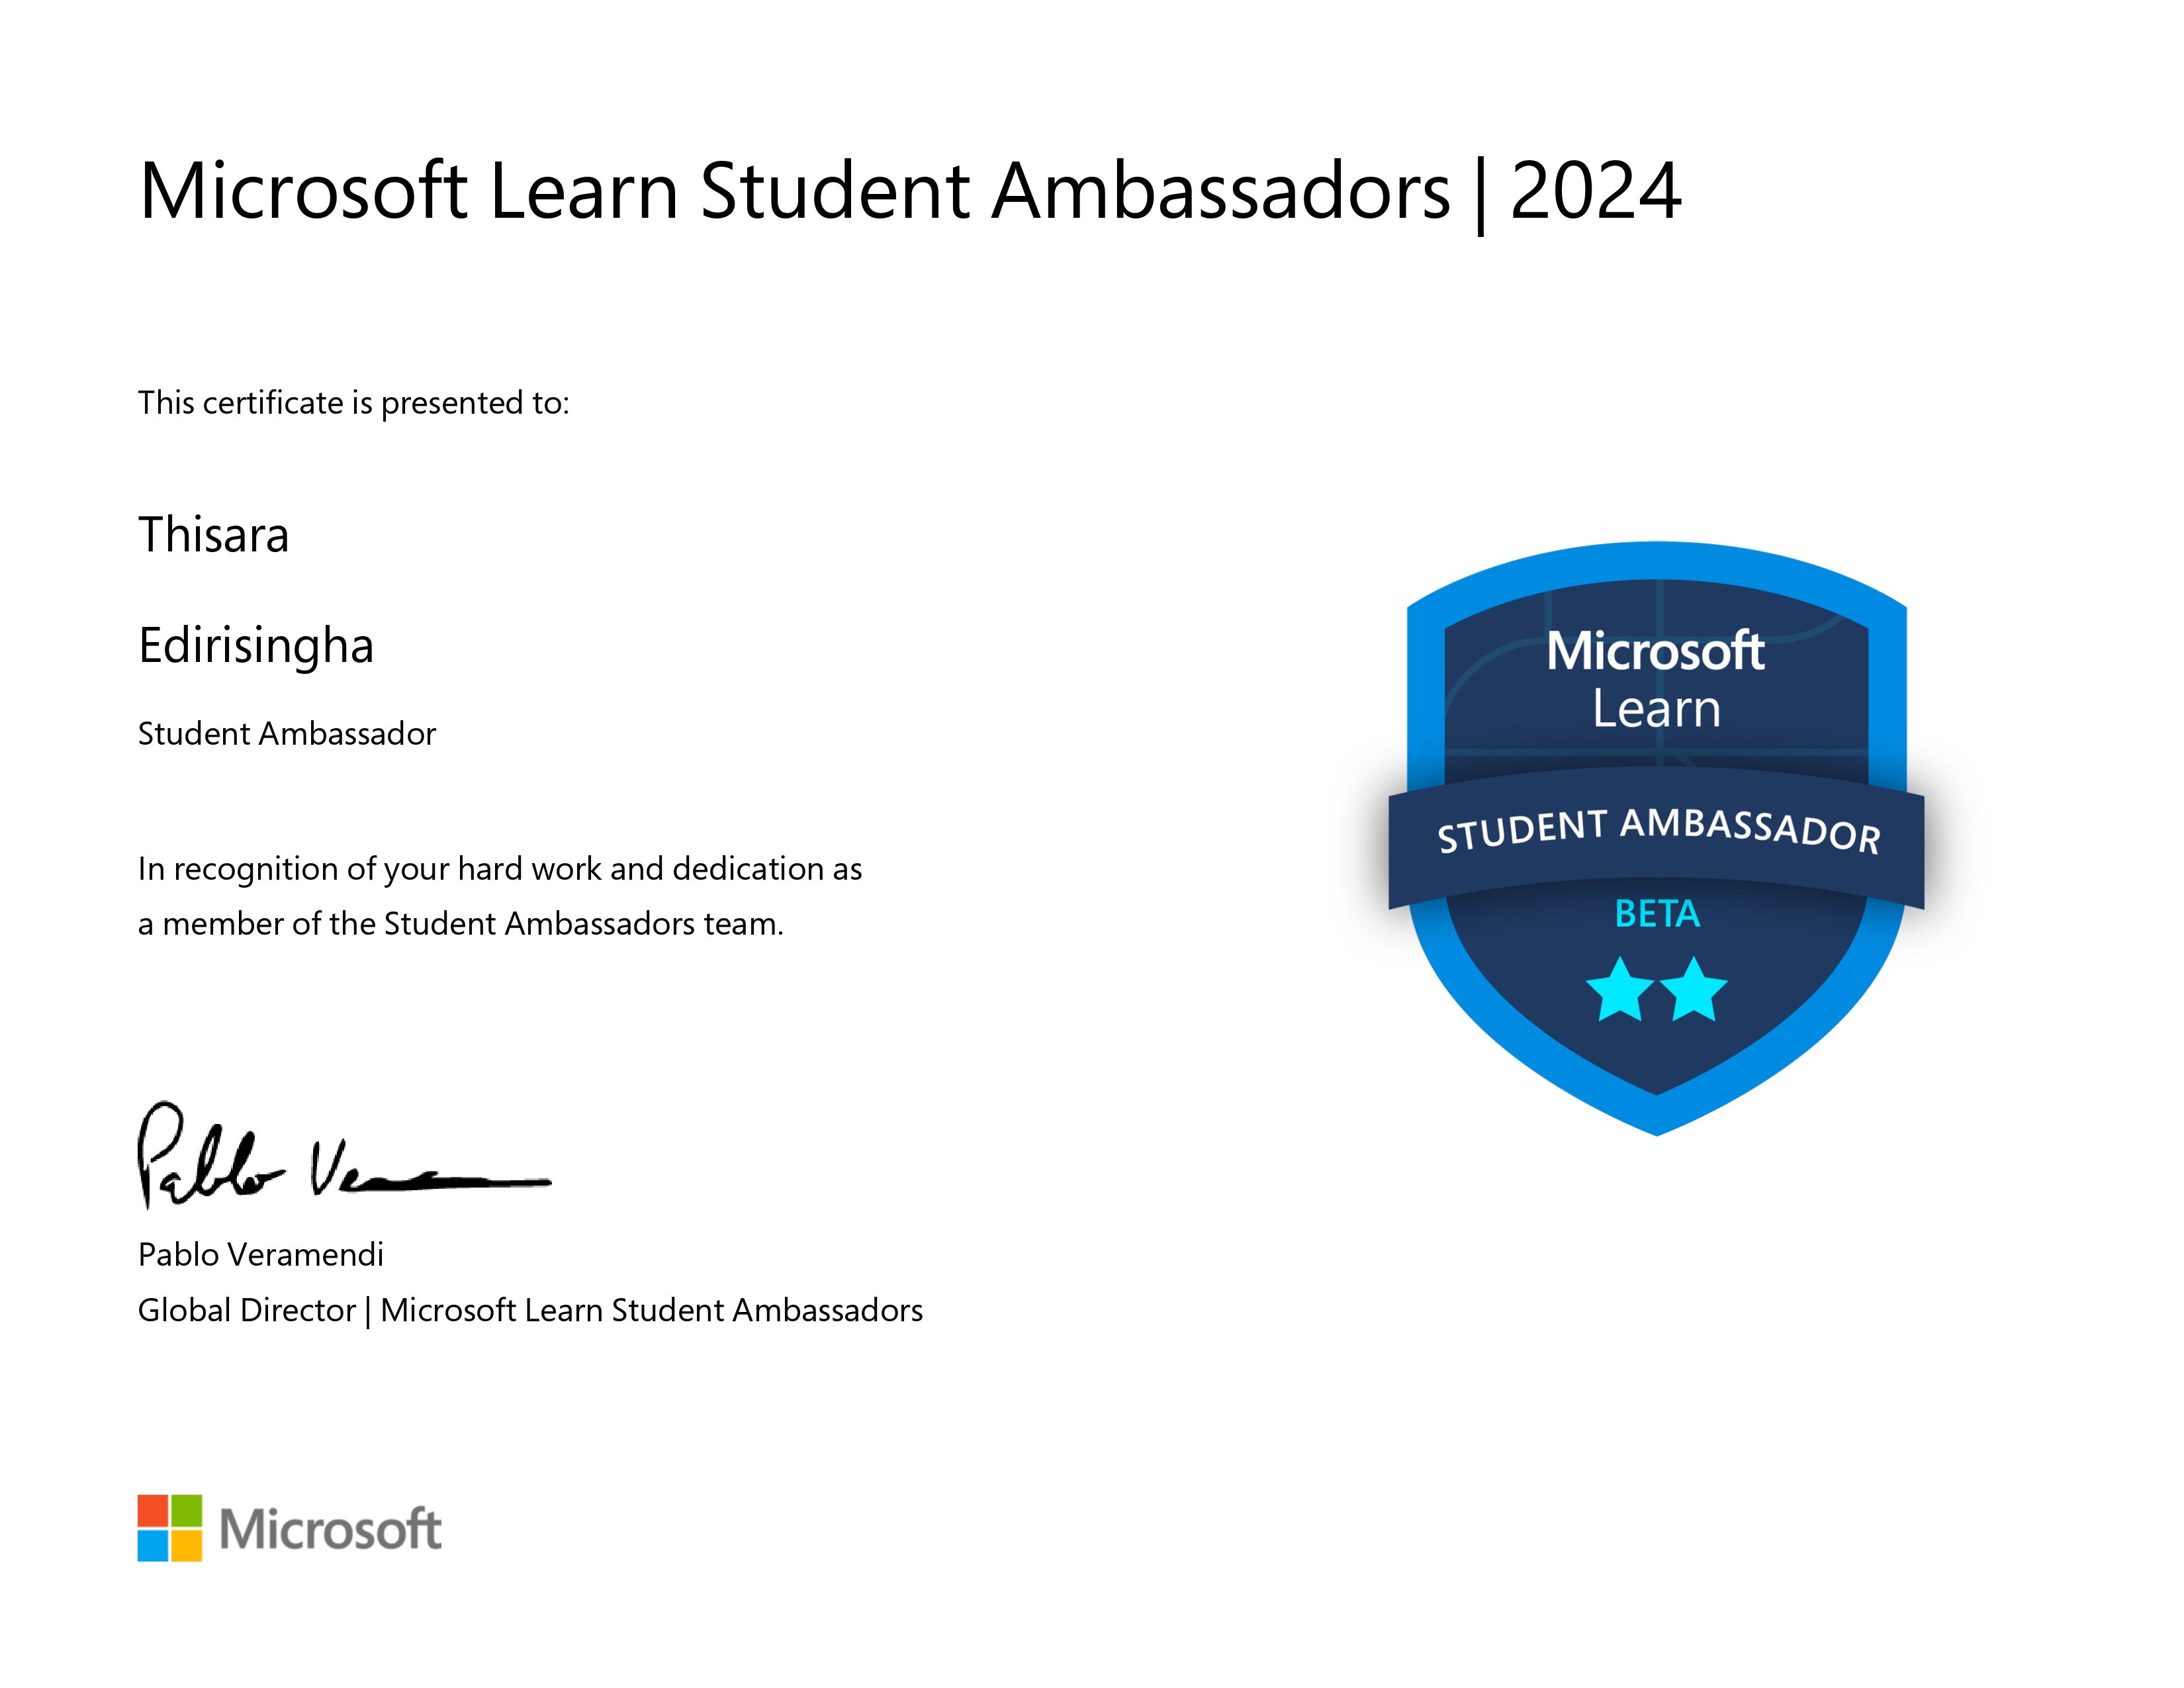 Microsoft Learn Student Ambassadors | 2024
This certificate is presented to:
Thisara
Edirisingha
Student Ambassador
In recognition of your hard work and dedication as
a member of the Student Ambassadors team.
Microsoft
Learn
STUDENT AMBASSADOR
BETA
Pablo Ve
Pablo Veramendi
Global Director | Microsoft Learn Student Ambassadors
Microsoft